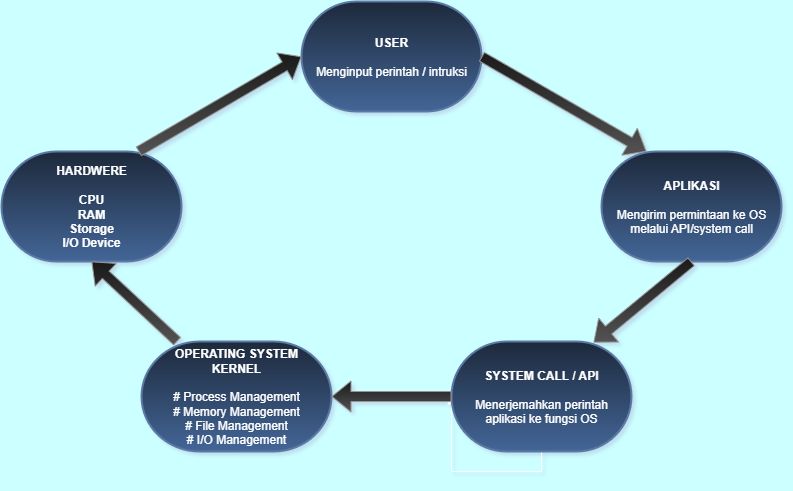 USER
Menginput perintah / intruksi
APLIKASI
Mengirim permintaan ke OS
melalui API/system call
SYSTEM CALL / API
Menerjemahkan perintah
aplikasi ke fungsi OS
OPERATING SYSTEM
KERNEL
# Process Management
# Memory Management
# File Management
# I/O Management
HARDWERE
CPU
RAM
Storage
I/O Device